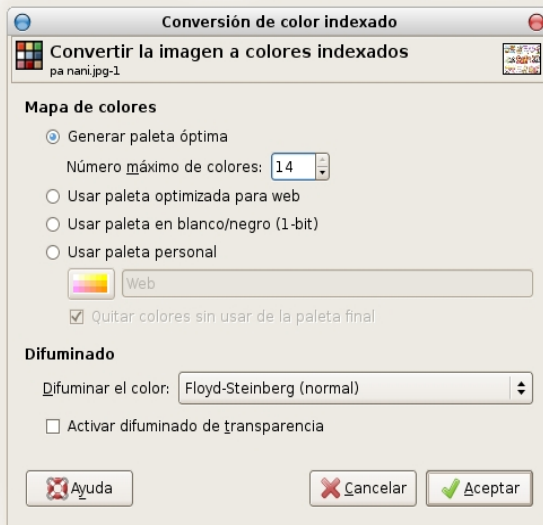 Conversión de color indexado
Convertir la imagen a colores indexados
pa nani.jpg-1
Mapa de colores
Generar paleta óptima
Número máximo de colores: 14
Usar paleta optimizada para web
Usar paleta en blanco/negro (1-bit)
Usar paleta personal
Web
Quitar colores sin usar de la paleta final
Difuminado
Difuminar el color: Floyd-Steinberg (normal)
Activar difuminado de transparencia
Ayuda Cancelar Aceptar